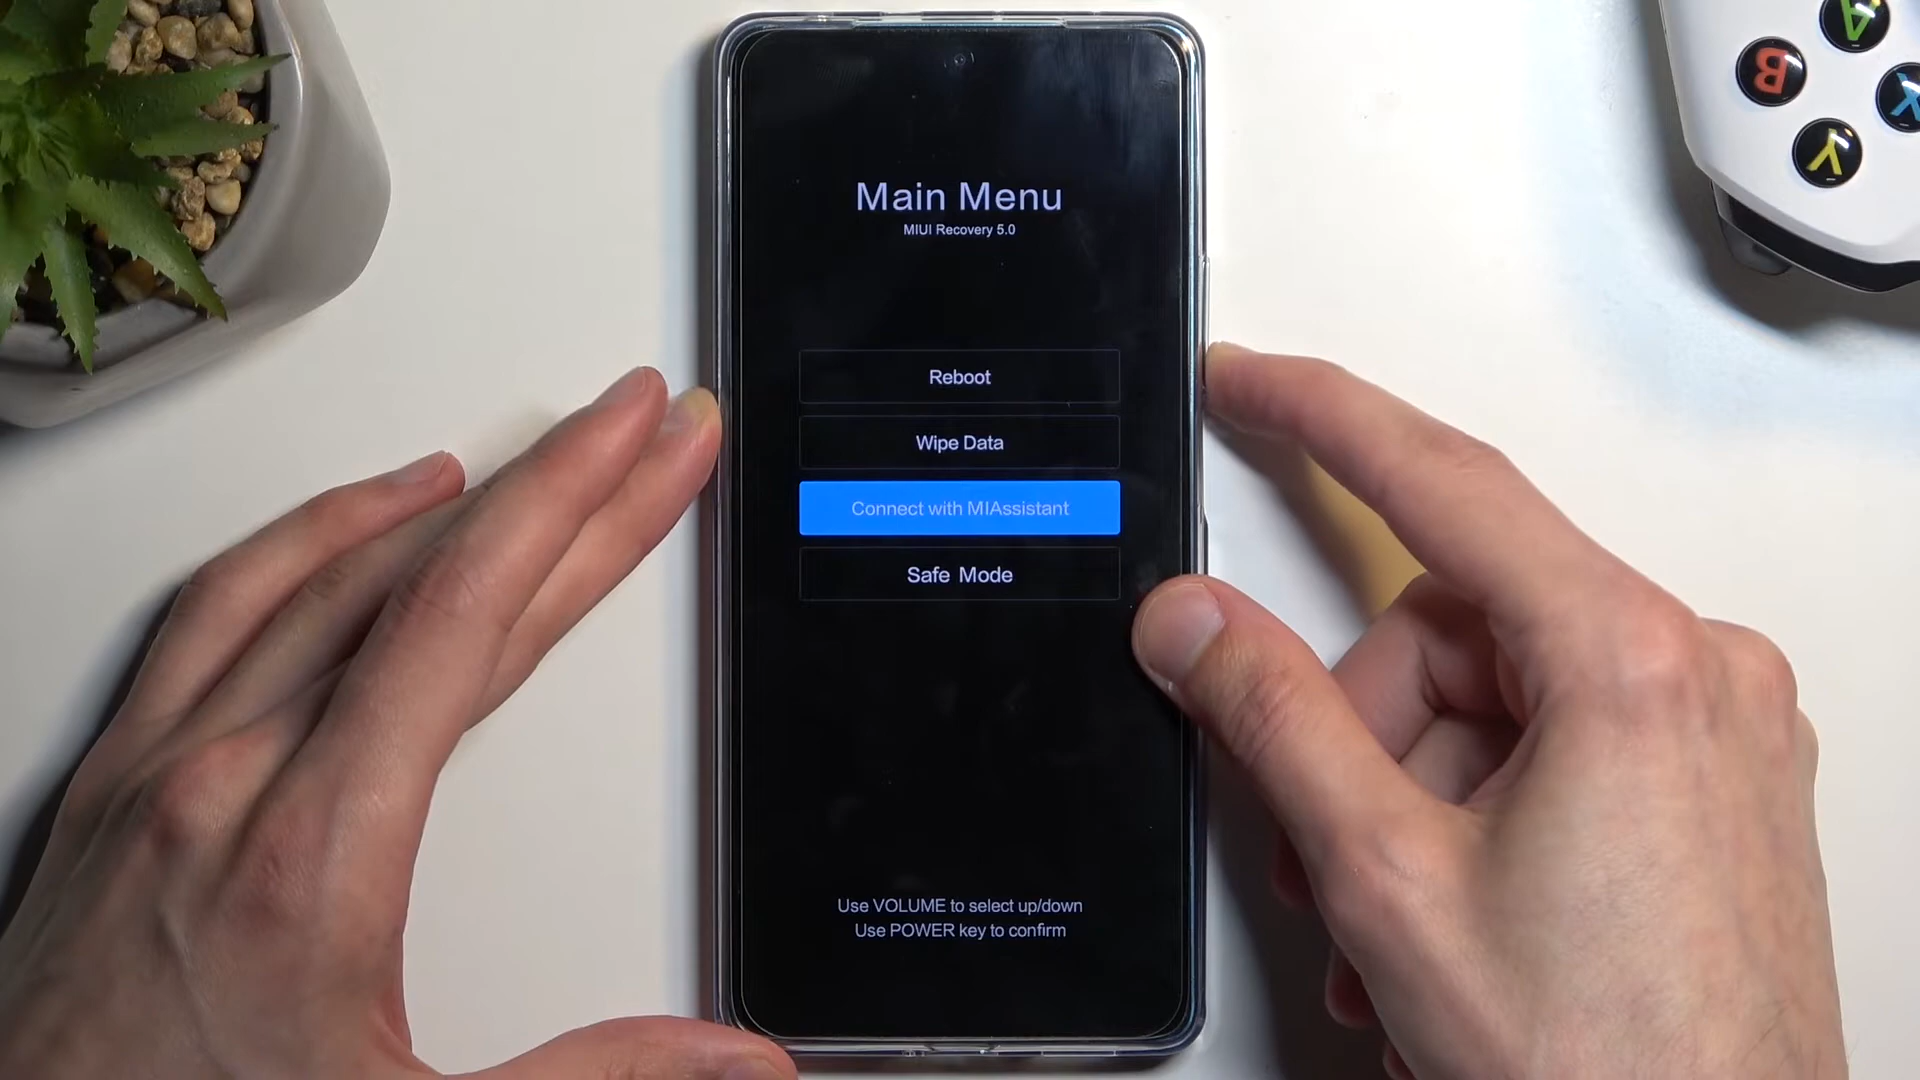 Main Menu
MIUI Recovery 5.0
Reboot
Wipe Data
Connect with MIAssistant
Safe Mode
Use VOLUME to select up/down
Use POWER key to confirm
A
B
X
Y